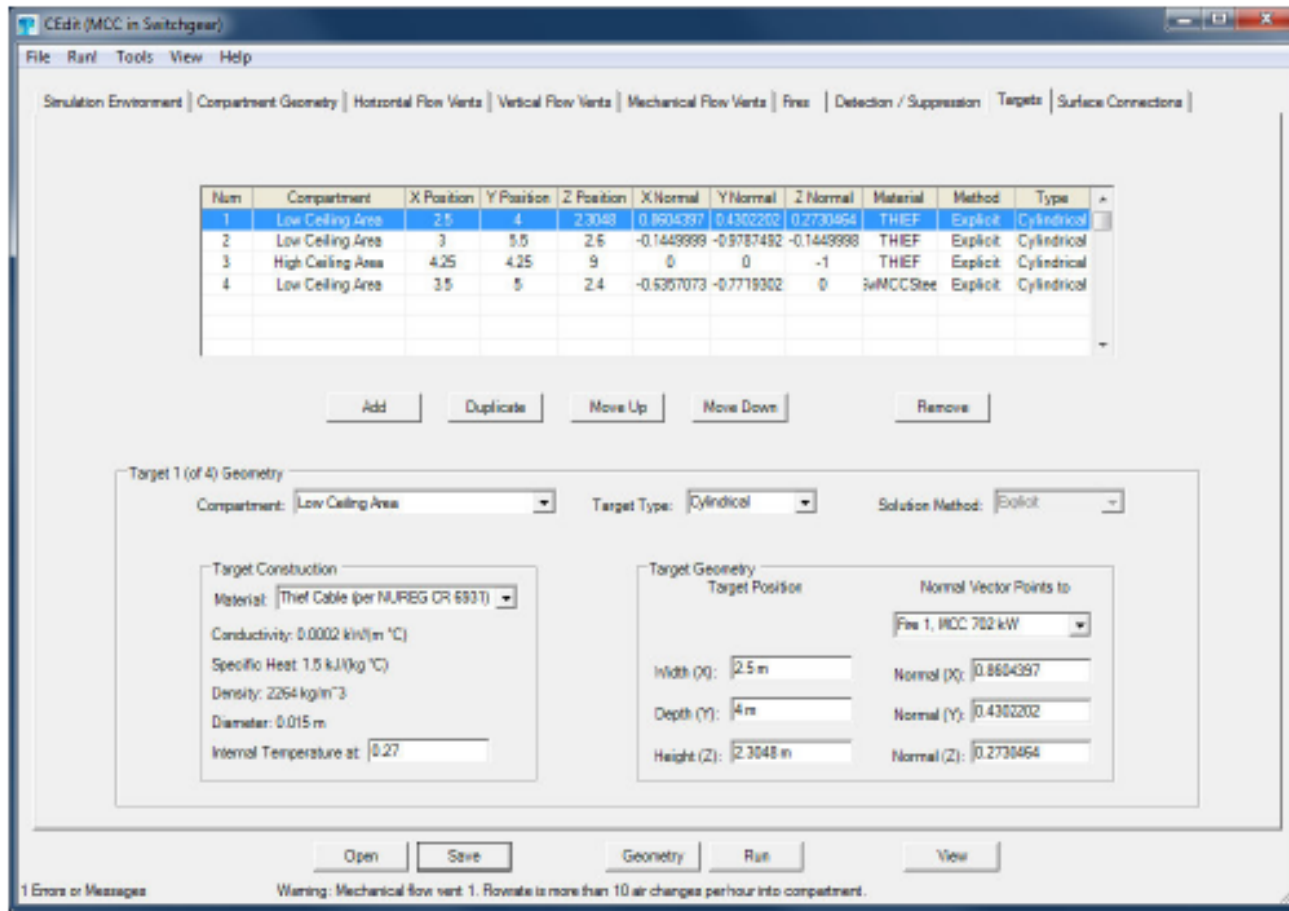 CEdit (MCC in Switchgear)
File Run! Tools View Help
Simulation Environment Compartment Geometry Horizontal Flow Vents Vertical Flow Vents Mechanical Flow Vents Fires Detection / Suppression Targets Surface Connections
Num Compartment X Position Y Position Z Position X Normal Y Normal Z Normal Material Method Type
1 Low Ceiling Area 2.5 4 2.3048 0.8604397 0.4302202 0.2730464 THIEF Explicit Cylindrical
2 Low Ceiling Area 3 5.5 2.6 -0.1449999 -0.9787492 -0.1449998 THIEF Explicit Cylindrical
3 High Ceiling Area 4.25 4.25 9 0 0 -1 THIEF Explicit Cylindrical
4 Low Ceiling Area 3.5 5 2.4 -0.6357073 -0.7719302 0 SwMCCStee Explicit Cylindrical
Add Duplicate Move Up Move Down Remove
Target 1 (of 4) Geometry
Compartment: Low Ceiling Area Target Type: Cylindrical Solution Method: Explicit
Target Construction
Material: Thief Cable (per NUREG CR 6931)
Conductivity: 0.0002 kW/(m °C)
Specific Heat: 1.5 kJ/(kg °C)
Density: 2264 kg/m^3
Diameter: 0.015 m
Internal Temperature at: 0.27
Target Geometry
Target Position Normal Vector Points to
Fire 1, MCC 702 kW
Width (X): 2.5 m Normal (X): 0.8604397
Depth (Y): 4 m Normal (Y): 0.4302202
Height (Z): 2.3048 m Normal (Z): 0.2730464
Open Save Geometry Run View
1 Errors or Messages Warning: Mechanical flow vent 1. Flowrate is more than 10 air changes per hour into compartment.